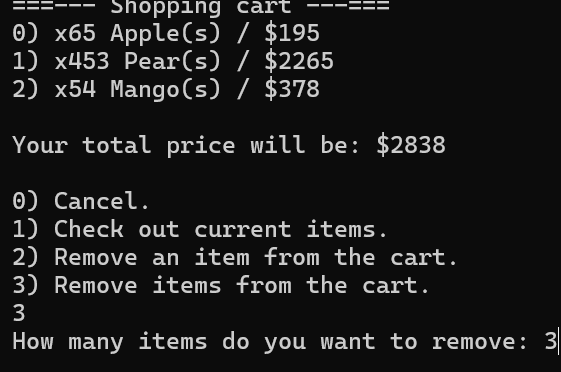 ===--- Shopping cart ---===
0) x65 Apple(s) / $195
1) x453 Pear(s) / $2265
2) x54 Mango(s) / $378
Your total price will be: $2838
0) Cancel.
1) Check out current items.
2) Remove an item from the cart.
3) Remove items from the cart.
3
How many items do you want to remove: 3